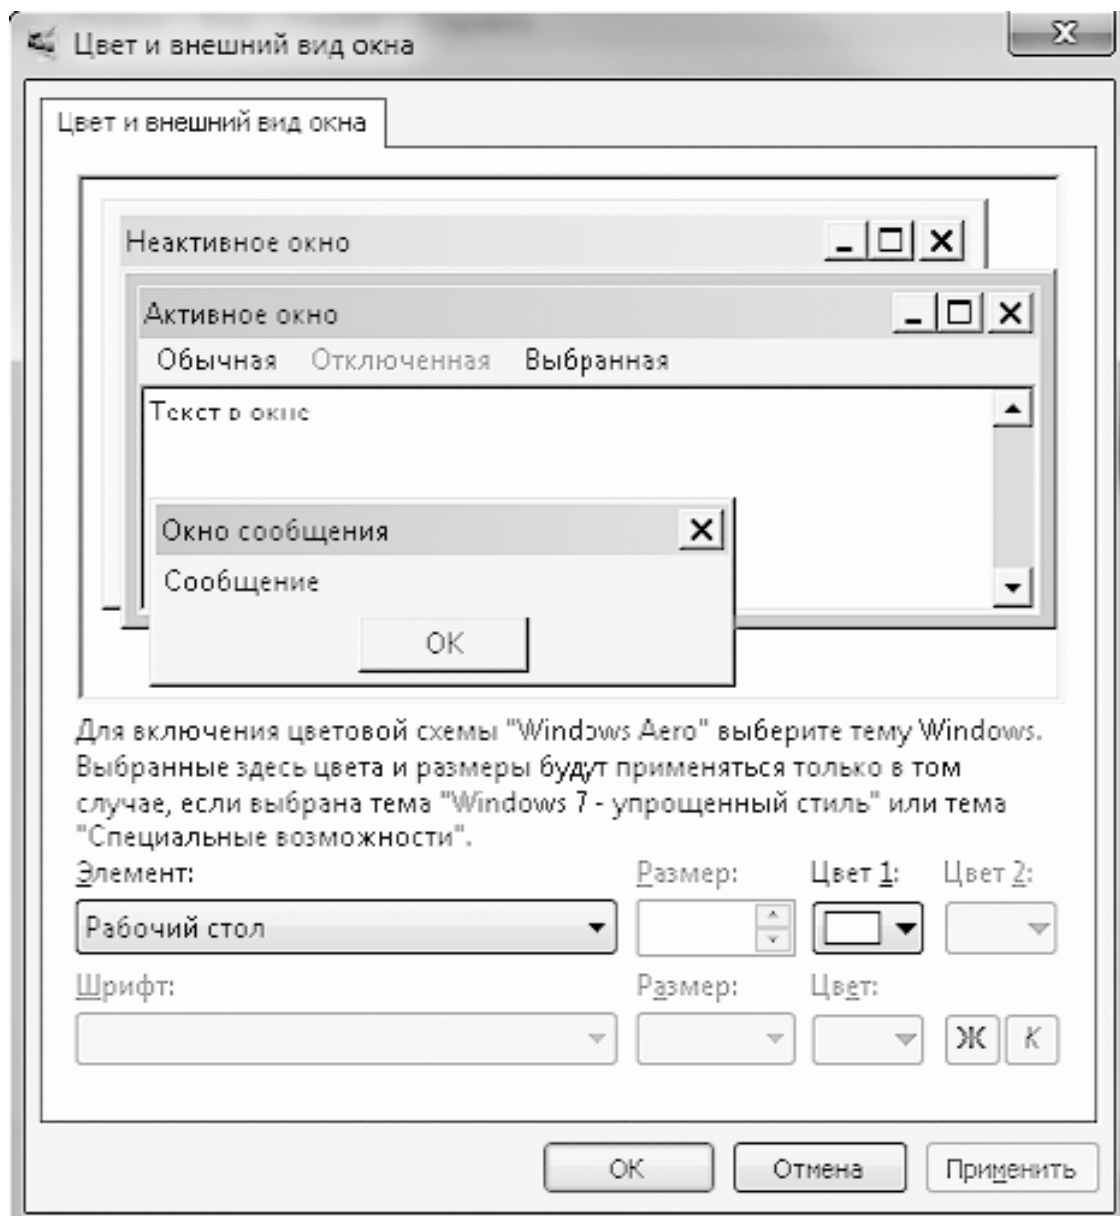 Цвет и внешний вид окна
Цвет и внешний вид окна
Неактивное окно
Активное окно
Обычная Отключенная Выбранная
Текст в окне
Окно сообщения
Сообщение
OK
Для включения цветовой схемы "Windows Aero" выберите тему Windows.
Выбранные здесь цвета и размеры будут применяться только в том
случае, если выбрана тема "Windows 7 - упрощенный стиль" или тема
"Специальные возможности".
Элемент: Размер: Цвет 1: Цвет 2:
Рабочий стол
Шрифт: Размер: Цвет:
Ж К
OK Отмена Применить